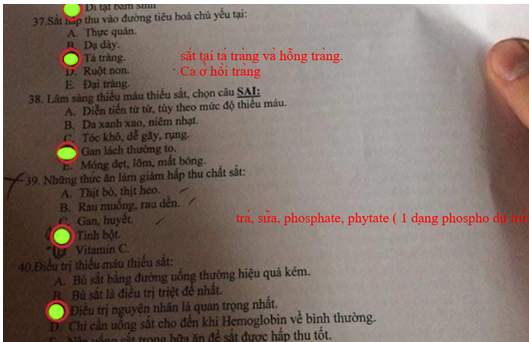 Dị tật bẩm sinh
37.Sắt hấp thu vào đường tiêu hoá chủ yếu tại:
A. Thực quản.
B. Dạ dày.
Tá tràng.
sắt tại tá tràng và hỗng tràng.
D. Ruột non.
Ca ở hồi tràng
E. Đại tràng.
38. Lâm sàng thiếu máu thiếu sắt, chọn câu SAI:
A. Diễn tiến từ từ, tùy theo mức độ thiếu máu.
B. Da xanh xao, niêm nhạt.
C. Tóc khô, dễ gãy, rụng.
Gan lách thường to.
E. Móng dẹt, lõm, mất bóng.
39. Những thức ăn làm giảm hấp thu chất sắt:
A. Thịt bò, thịt heo.
B. Rau muống, rau dền.
C. Gan, huyết.
trà, sữa, phosphate, phytate ( 1 dạng phospho dự trữ
Tinh bột.
Vitamin C.
40.Điều trị thiếu máu thiếu sắt:
A. Bù sắt bằng đường uống thường hiệu quả kém.
B. Bù sắt là điều trị triệt để nhất.
Điều trị nguyên nhân là quan trọng nhất.
D. Chỉ cần uống sắt cho đến khi Hemoglobin về bình thường.
sắt trong bữa ăn để sắt được hấp thu tốt.